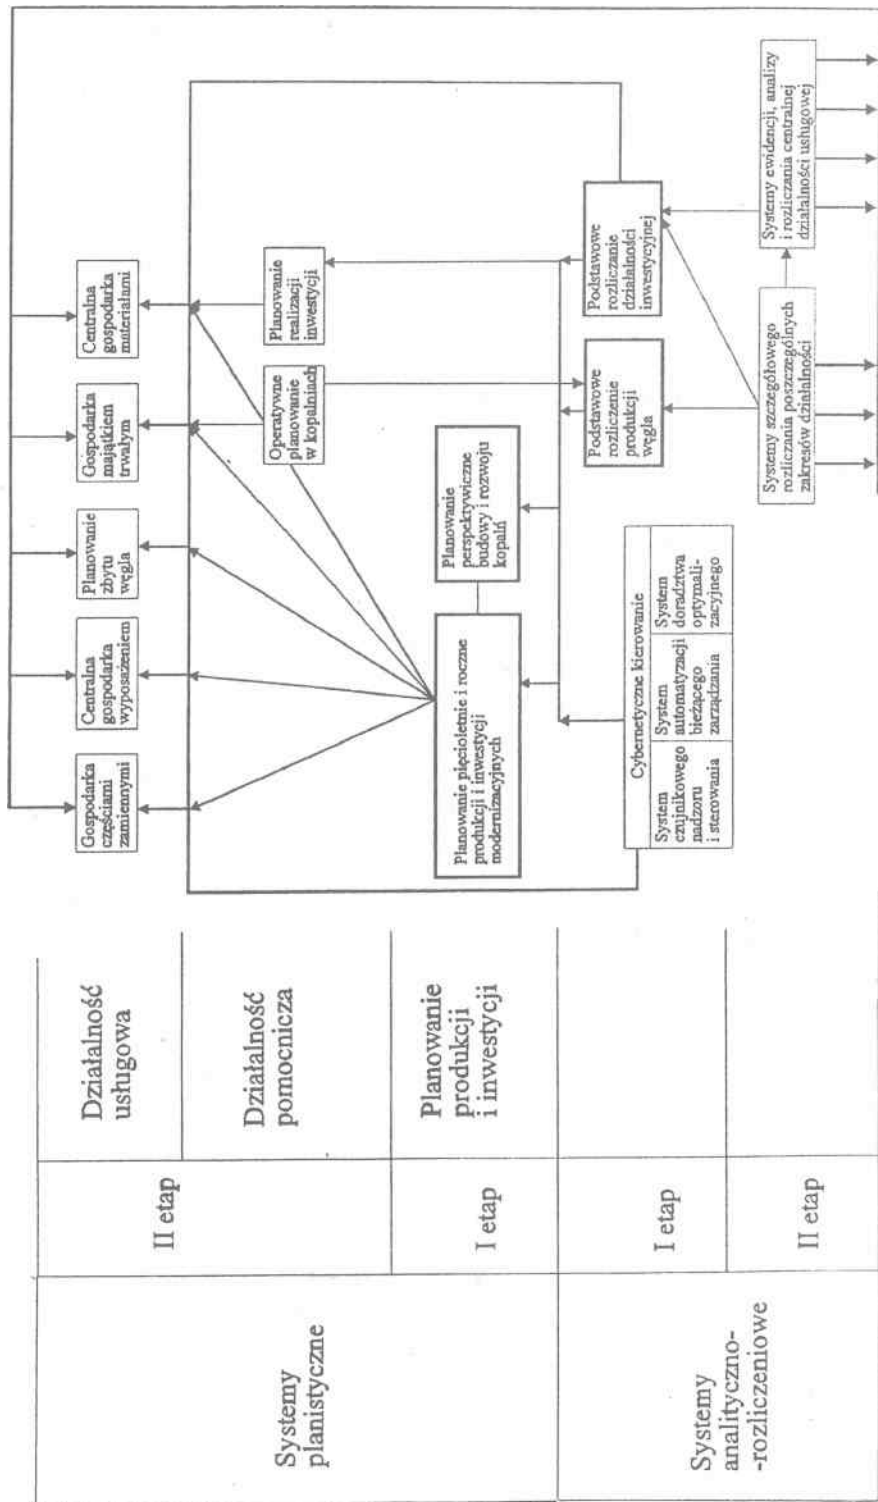 Systemy
planistyczne
II etap
Działalność
usługowa
Działalność
pomocnicza
I etap
Planowanie
produkcji
i inwestycji
Systemy
analityczno-
-rozliczeniowe
I etap
II etap
Gospodarka
częściami
zamiennymi
Centralna
gospodarka
wyposażeniem
Planowanie
zbytu
węgla
Gospodarka
majątkiem
trwałym
Centralna
gospodarka
materiałami
Operatywne
planowanie
w kopalniach
Planowanie
realizacji
inwestycji
Planowanie pięcioletnie i roczne
produkcji i inwestycji
modernizacyjnych
Planowanie
perspektywiczne
budowy i rozwoju
kopalń
Cybernetyczne kierowanie
System
czujnikowego
nadzoru
i sterowania
System
automatyzacji
bieżącego
zarządzania
System
doradztwa
optymali-
zacyjnego
Podstawowe
rozliczenie
produkcji
węgla
Podstawowe
rozliczanie
działalności
inwestycyjnej
Systemy szczegółowego
rozliczania poszczególnych
zakresów działalności
Systemy ewidencji, analizy
i rozliczania centralnej
działalności usługowej